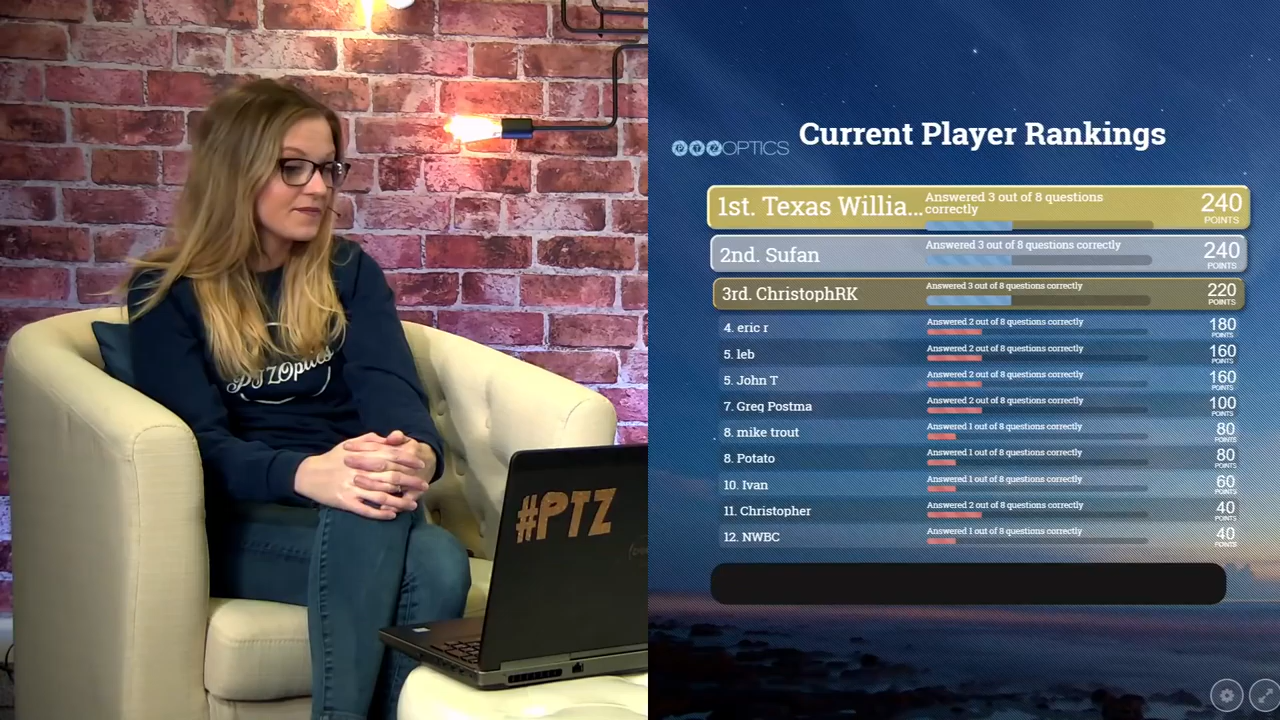 PTZOptics
#PTZ
PTZOPTICS
Current Player Rankings
1st. Texas Willia... Answered 3 out of 8 questions correctly 240 POINTS
2nd. Sufan Answered 3 out of 8 questions correctly 240 POINTS
3rd. ChristophRK Answered 3 out of 8 questions correctly 220 POINTS
4. eric r Answered 2 out of 8 questions correctly 180 POINTS
5. leb Answered 2 out of 8 questions correctly 160 POINTS
5. John T Answered 2 out of 8 questions correctly 160 POINTS
7. Greg Postma Answered 2 out of 8 questions correctly 100 POINTS
8. mike trout Answered 1 out of 8 questions correctly 80 POINTS
8. Potato Answered 1 out of 8 questions correctly 80 POINTS
10. Ivan Answered 1 out of 8 questions correctly 60 POINTS
11. Christopher Answered 2 out of 8 questions correctly 40 POINTS
12. NWBC Answered 1 out of 8 questions correctly 40 POINTS